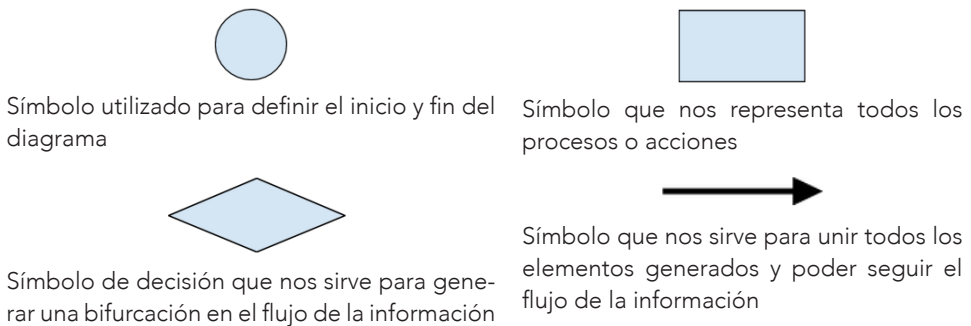 Símbolo utilizado para definir el inicio y fin del
diagrama
Símbolo que nos representa todos los
procesos o acciones
Símbolo de decisión que nos sirve para gene-
rar una bifurcación en el flujo de la información
Símbolo que nos sirve para unir todos los
elementos generados y poder seguir el
flujo de la información